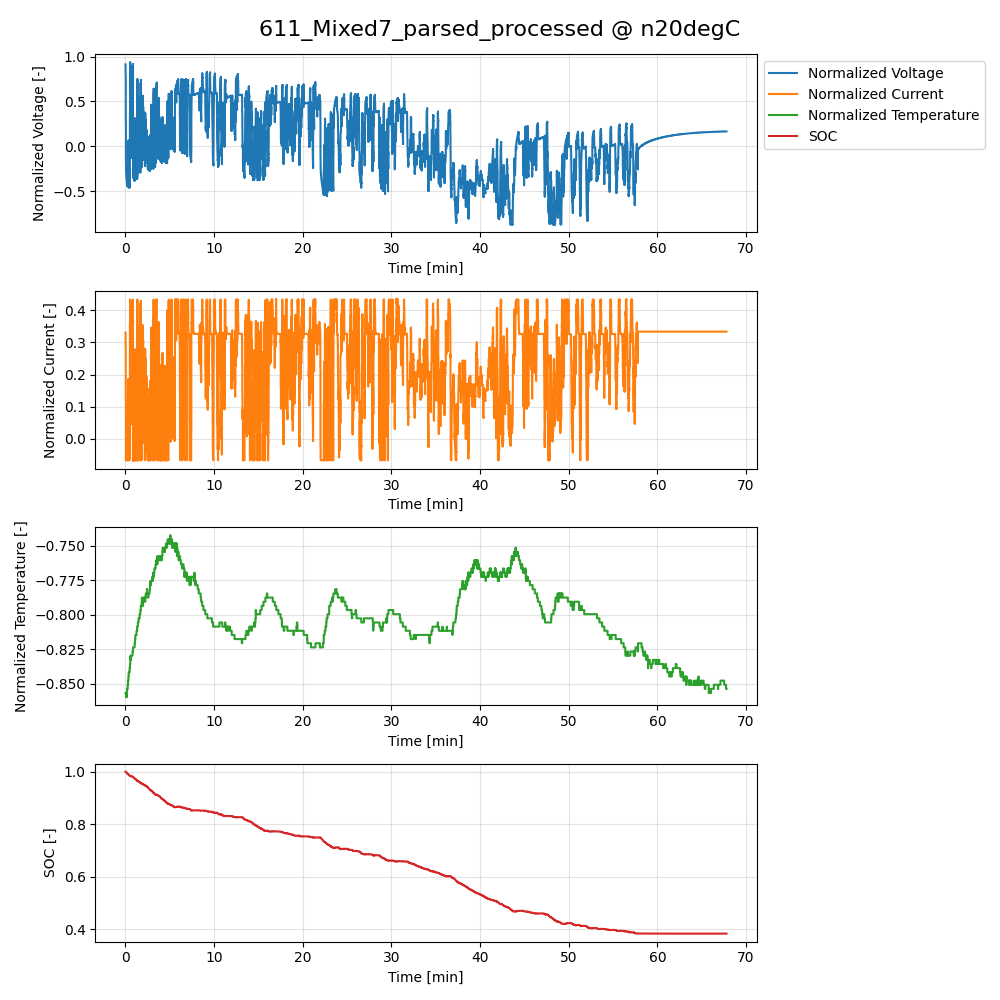 611_Mixed7_parsed_processed @ n20degC
Normalized Voltage [-]
1.0
0.5
0.0
−0.5
0 10 20 30 40 50 60 70
Time [min]
Normalized Voltage
Normalized Current
Normalized Temperature
SOC
Normalized Current [-]
0.4
0.3
0.2
0.1
0.0
0 10 20 30 40 50 60 70
Time [min]
Normalized Temperature [-]
−0.750
−0.775
−0.800
−0.825
−0.850
0 10 20 30 40 50 60 70
Time [min]
SOC [-]
1.0
0.8
0.6
0.4
0 10 20 30 40 50 60 70
Time [min]